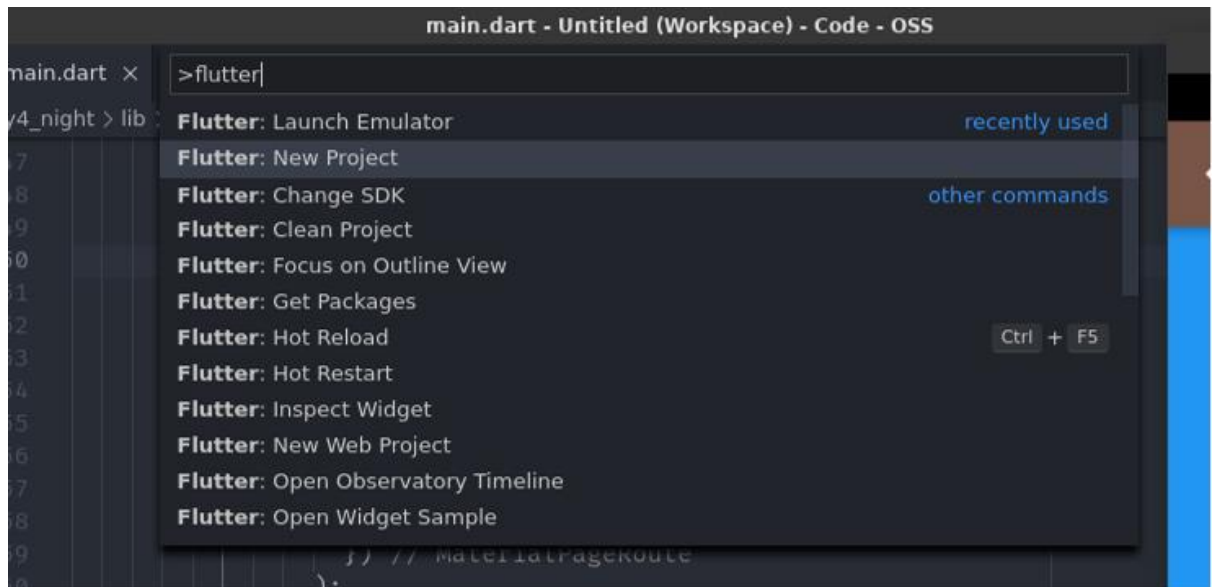 main.dart - Untitled (Workspace) - Code - OSS
main.dart ×
>flutter
y4_night > lib
Flutter: Launch Emulator recently used
Flutter: New Project
Flutter: Change SDK other commands
Flutter: Clean Project
Flutter: Focus on Outline View
Flutter: Get Packages
Flutter: Hot Reload Ctrl + F5
Flutter: Hot Restart
Flutter: Inspect Widget
Flutter: New Web Project
Flutter: Open Observatory Timeline
Flutter: Open Widget Sample
}) // MaterialPageRoute
);